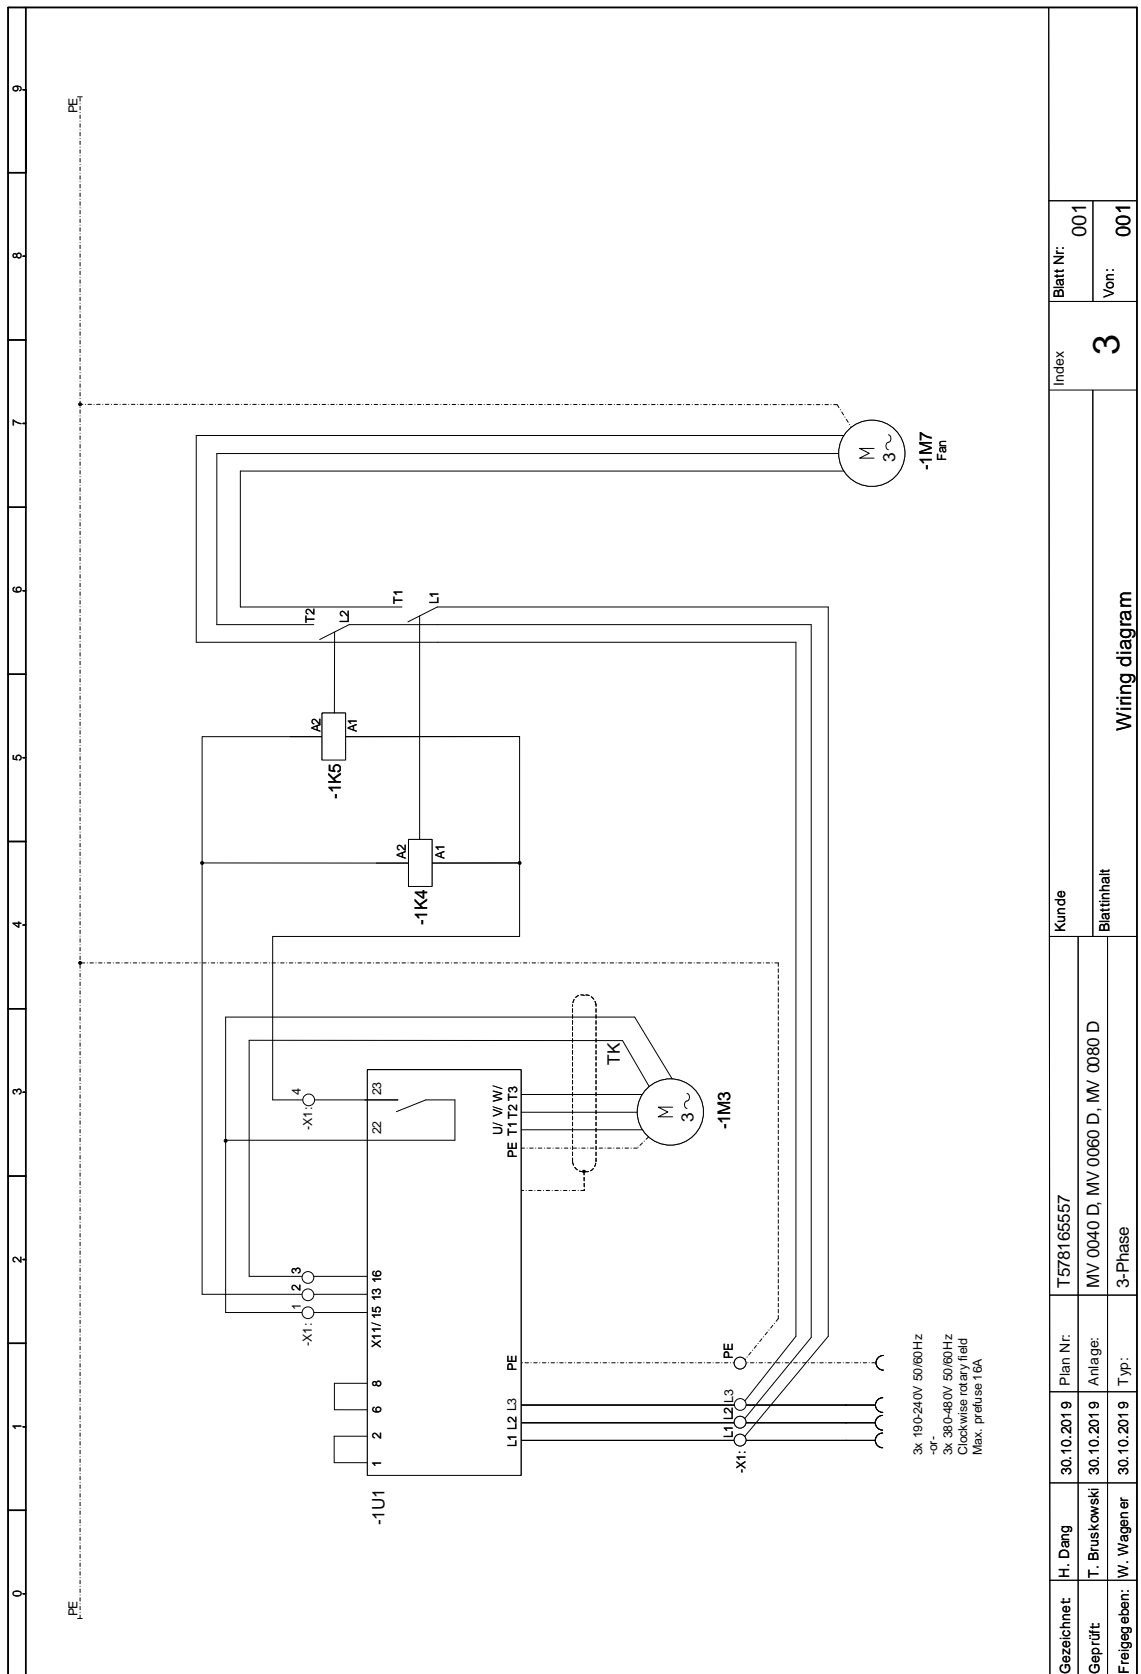 0
1
2
3
4
5
6
7
8
9
PE
PE
-1U1
1
2
6
8
X11/ 15
13
16
22
23
-X1:
1
2
3
-X1:
4
L1 L2 L3
PE
PE
U/ V/ W/
T1 T2 T3
TK
M
3~
-1M3
-1K4
A2
A1
-1K5
A2
A1
T2
L2
T1
L1
M
3~
-1M7
Fan
-X1:
L1 L2 L3
PE
3x 190-240V 50/60Hz
-or-
3x 380-480V 50/60Hz
Clockwise rotary field
Max. prefuse 16A
Gezeichnet: H. Dang 30.10.2019 Plan Nr: T578165557
Geprüft: T. Bruskowski 30.10.2019 Anlage: MV 0040 D, MV 0060 D, MV 0080 D
Freigegeben: W. Wagener 30.10.2019 Typ: 3-Phase
Kunde
Blattinhalt
Wiring diagram
Index
3
Blatt Nr: 001
Von: 001